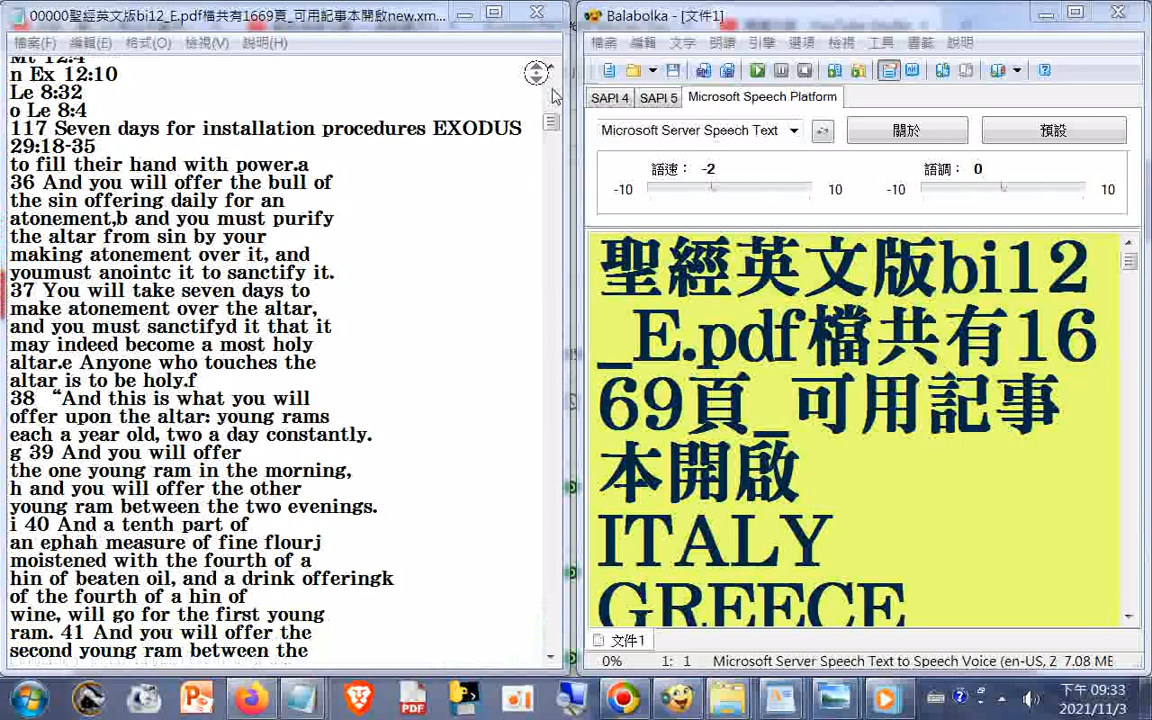 00000聖經英文版bi12_E.pdf檔共有1669頁_可用記事本開啟new.xm...
檔案(F) 編輯(E) 格式(O) 檢視(V) 說明(H)
Mt 12:4
n Ex 12:10
Le 8:32
o Le 8:4
117 Seven days for installation procedures EXODUS
29:18-35
to fill their hand with power.a
36 And you will offer the bull of
the sin offering daily for an
atonement,b and you must purify
the altar from sin by your
making atonement over it, and
youmust anointc it to sanctify it.
37 You will take seven days to
make atonement over the altar,
and you must sanctifyd it that it
may indeed become a most holy
altar.e Anyone who touches the
altar is to be holy.f
38 “And this is what you will
offer upon the altar: young rams
each a year old, two a day constantly.
g 39 And you will offer
the one young ram in the morning,
h and you will offer the other
young ram between the two evenings.
i 40 And a tenth part of
an ephah measure of fine flourj
moistened with the fourth of a
hin of beaten oil, and a drink offeringk
of the fourth of a hin of
wine, will go for the first young
ram. 41 And you will offer the
second young ram between the
Balabolka - [文件1]
檔案 編輯 文字 朗讀 引擎 選項 檢視 工具 書籤 說明
SAPI 4 SAPI 5 Microsoft Speech Platform
Microsoft Server Speech Text 關於 預設
語速： -2 語調： 0
-10 10 -10 10
聖經英文版bi12
_E.pdf檔共有16
69頁_可用記事
本開啟
ITALY
GREECE
文件1
0% 1: 1 Microsoft Server Speech Text to Speech Voice (en-US, Z 7.08 ME
下午 09:33
2021/11/3